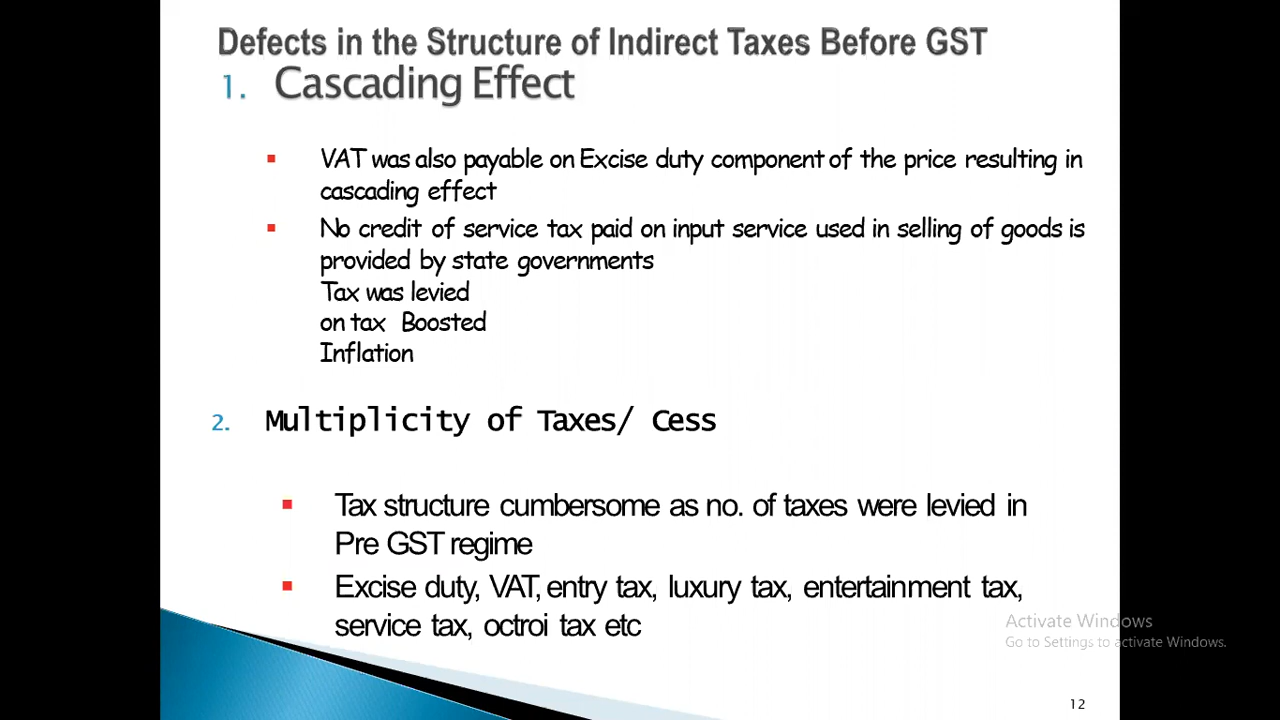 Defects in the Structure of Indirect Taxes Before GST
1. Cascading Effect
VAT was also payable on Excise duty component of the price resulting in
cascading effect
No credit of service tax paid on input service used in selling of goods is
provided by state governments
Tax was levied
on tax Boosted
Inflation
2. Multiplicity of Taxes/ Cess
Tax structure cumbersome as no. of taxes were levied in
Pre GST regime
Excise duty, VAT, entry tax, luxury tax, entertainment tax,
service tax, octroi tax etc
Activate Windows
Go to Settings to activate Windows.
12